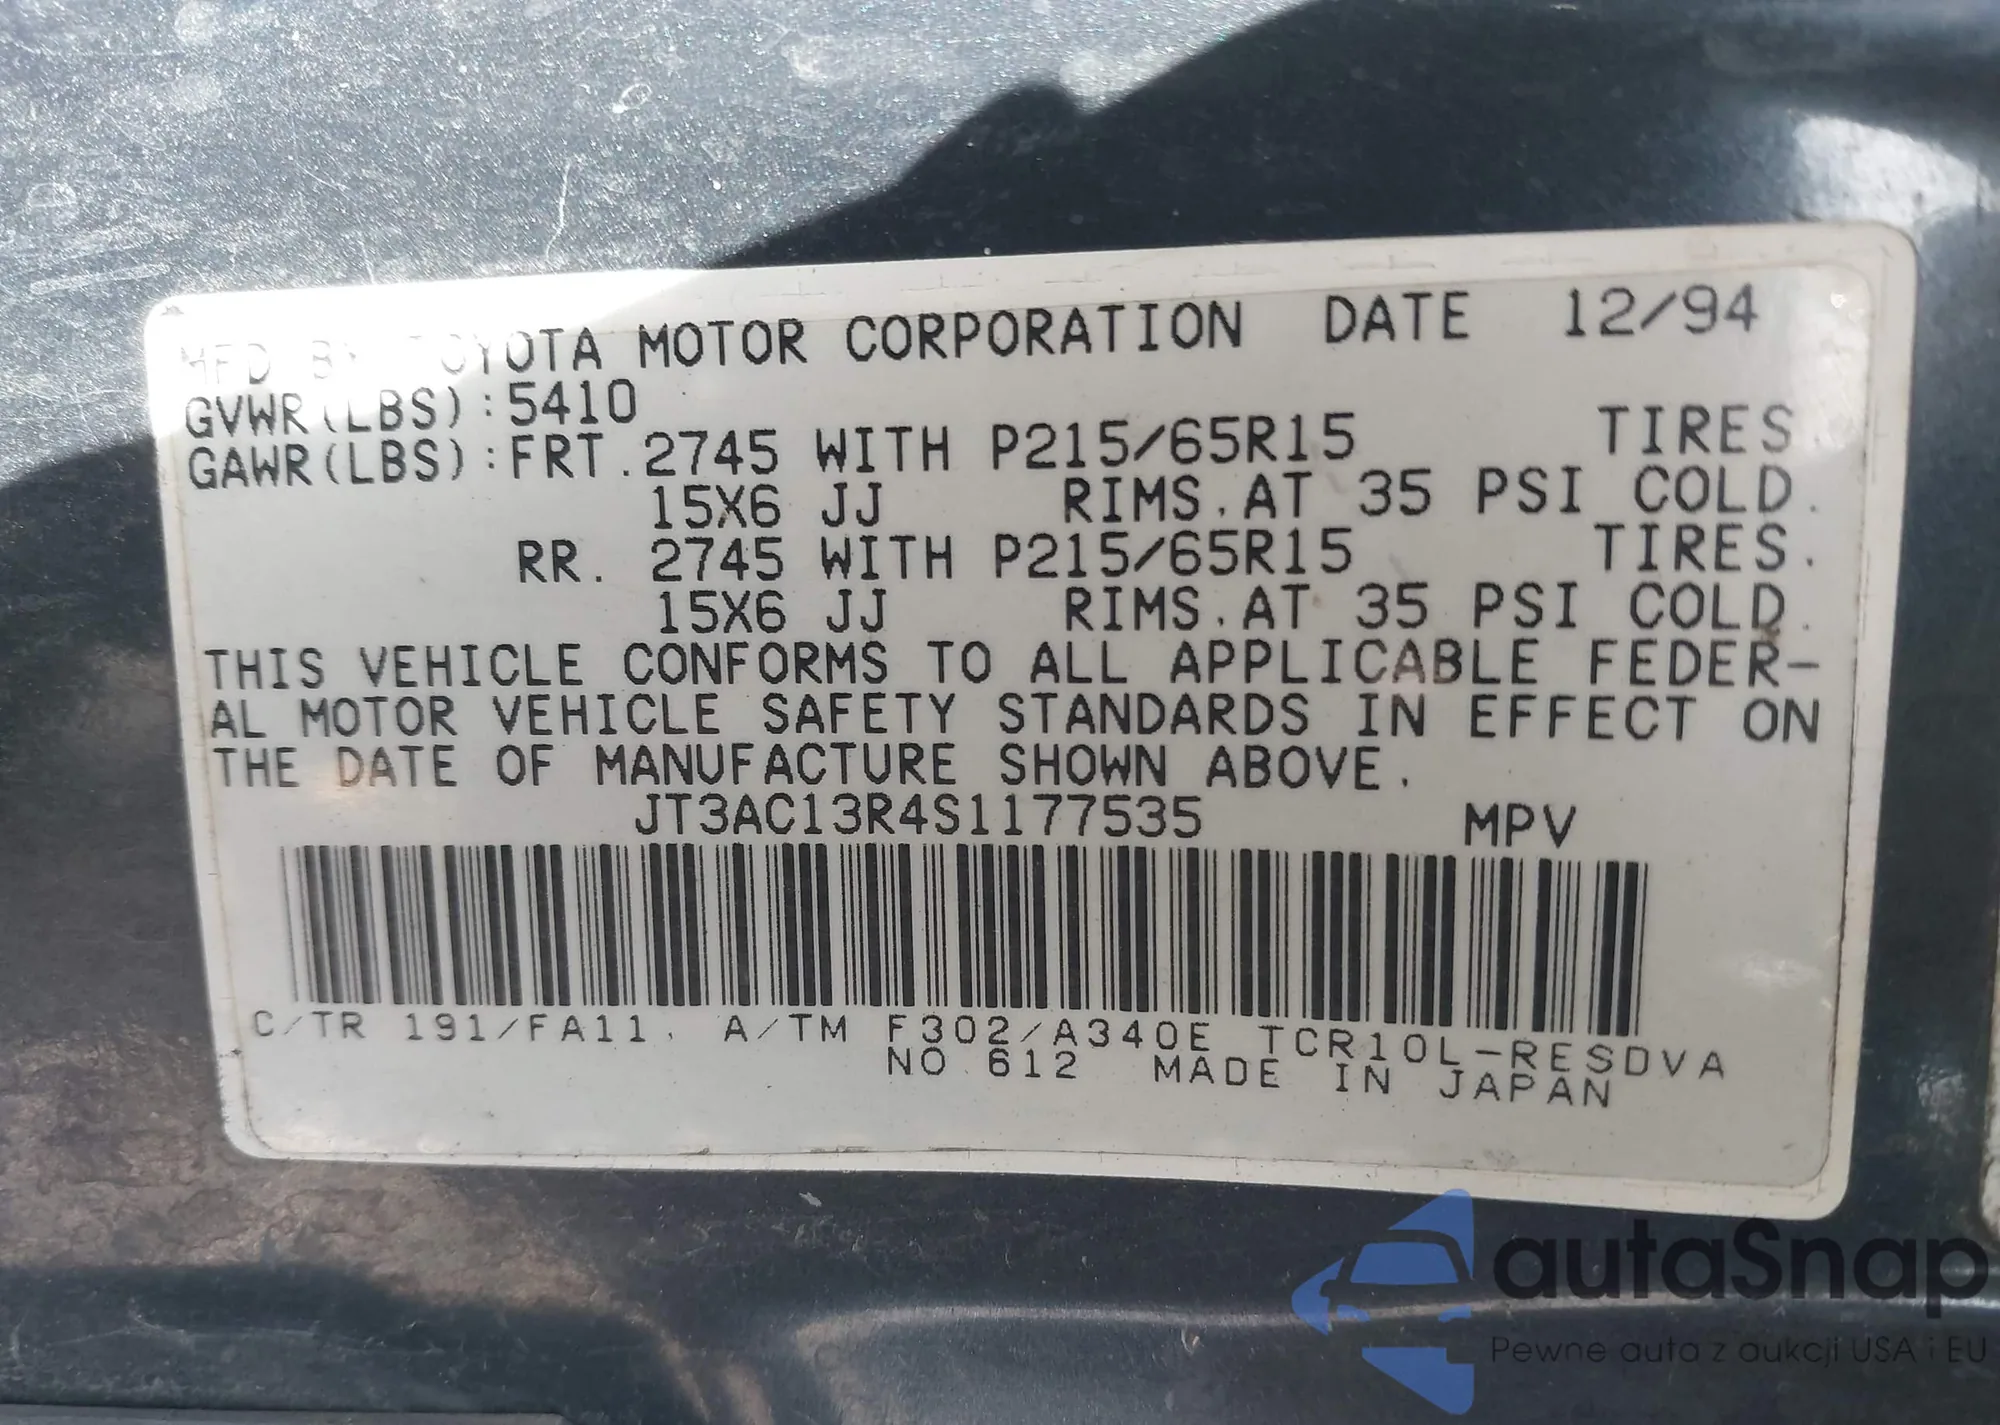 MFD BY TOYOTA MOTOR CORPORATION DATE 12/94
GVWR(LBS):5410
GAWR(LBS):FRT.2745 WITH P215/65R15 TIRES.
15X6 JJ RIMS.AT 35 PSI COLD.
RR. 2745 WITH P215/65R15 TIRES.
15X6 JJ RIMS.AT 35 PSI COLD.
THIS VEHICLE CONFORMS TO ALL APPLICABLE FEDER-
AL MOTOR VEHICLE SAFETY STANDARDS IN EFFECT ON
THE DATE OF MANUFACTURE SHOWN ABOVE.
JT3AC13R4S1177535 MPV
C/TR 191/FA11, A/TM F302/A340E TCR10L-RESDVA
NO.612 MADE IN JAPAN
autaSnap
Pewne auta z aukcji USA i EU